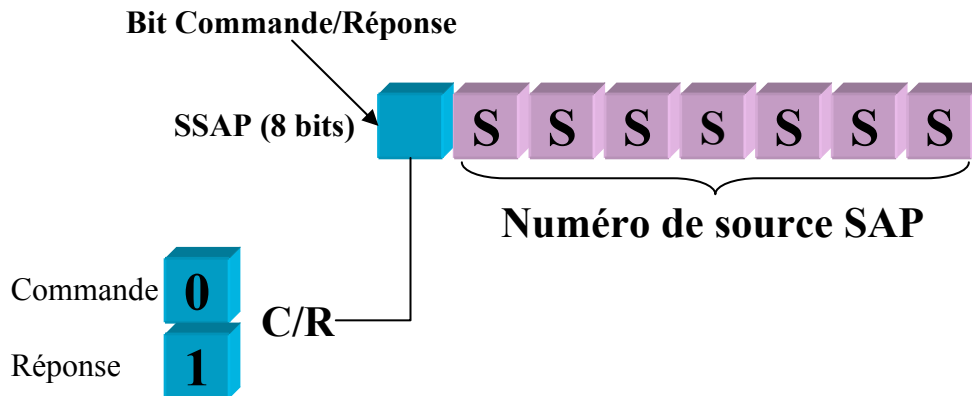 Bit Commande/Réponse
SSAP (8 bits)
S S S S S S S
Numéro de source SAP
Commande 0
C/R
Réponse 1